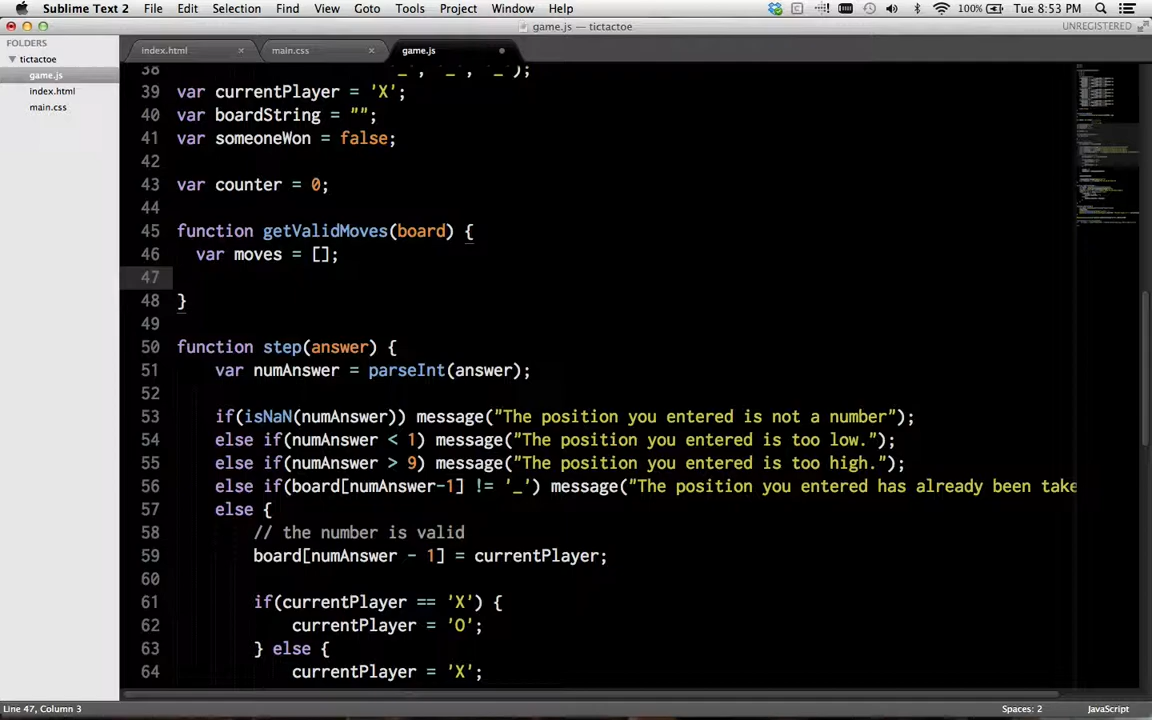 Sublime Text 2 File Edit Selection Find View Goto Tools Project Window Help 100% Tue 8:53 PM
game.js — tictactoe UNREGISTERED
FOLDERS
tictactoe
game.js
index.html
main.css
index.html × main.css × game.js
38 '_', '_', '_');
39 var currentPlayer = 'X';
40 var boardString = "";
41 var someoneWon = false;
42
43 var counter = 0;
44
45 function getValidMoves(board) {
46 var moves = [];
47
48 }
49
50 function step(answer) {
51 var numAnswer = parseInt(answer);
52
53 if(isNaN(numAnswer)) message("The position you entered is not a number");
54 else if(numAnswer < 1) message("The position you entered is too low.");
55 else if(numAnswer > 9) message("The position you entered is too high.");
56 else if(board[numAnswer-1] != '_') message("The position you entered has already been take
57 else {
58 // the number is valid
59 board[numAnswer - 1] = currentPlayer;
60
61 if(currentPlayer == 'X') {
62 currentPlayer = 'O';
63 } else {
64 currentPlayer = 'X';
Line 47, Column 3 Spaces: 2 JavaScript